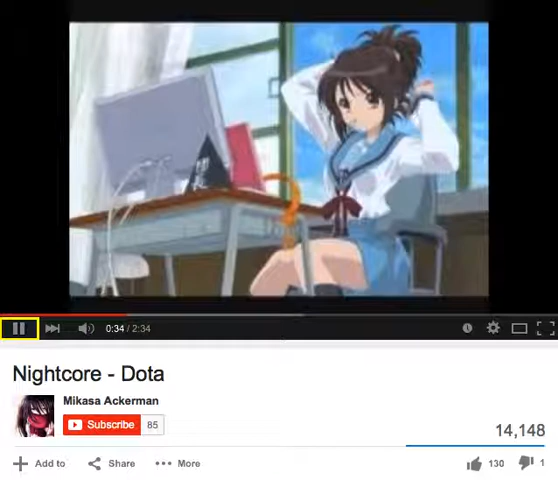 0:34 / 2:34
Nightcore - Dota
Mikasa Ackerman
Subscribe 85
14,148
Add to Share More 130 1